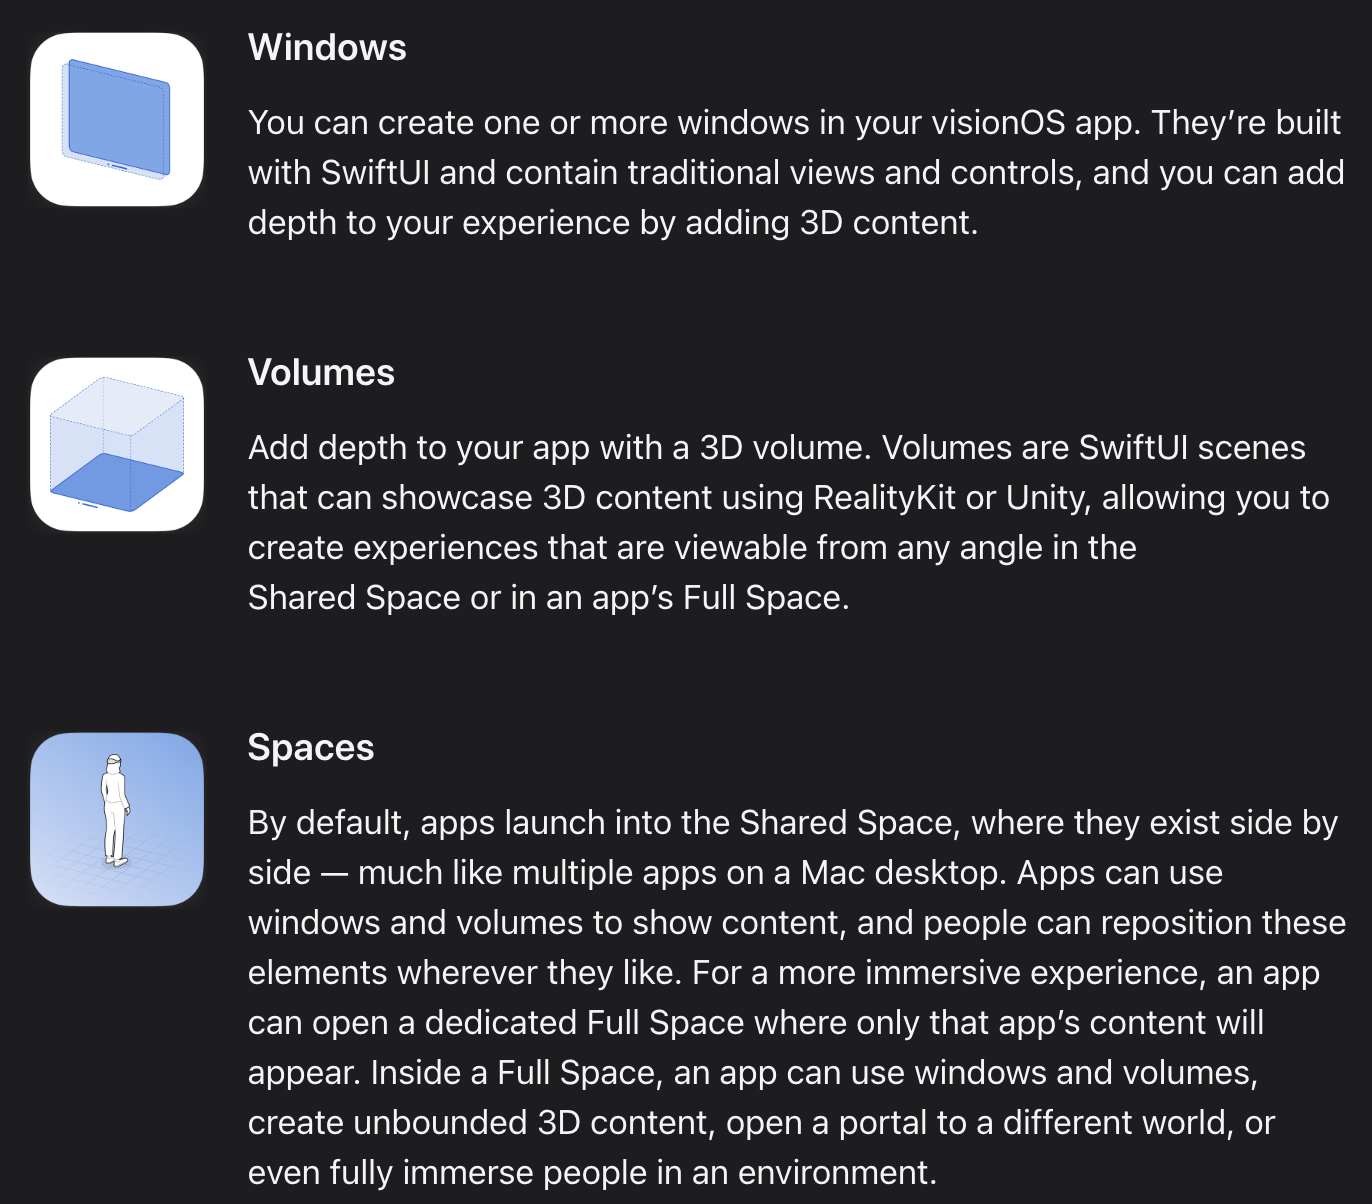 Windows
You can create one or more windows in your visionOS app. They’re built
with SwiftUI and contain traditional views and controls, and you can add
depth to your experience by adding 3D content.
Volumes
Add depth to your app with a 3D volume. Volumes are SwiftUI scenes
that can showcase 3D content using RealityKit or Unity, allowing you to
create experiences that are viewable from any angle in the
Shared Space or in an app’s Full Space.
Spaces
By default, apps launch into the Shared Space, where they exist side by
side — much like multiple apps on a Mac desktop. Apps can use
windows and volumes to show content, and people can reposition these
elements wherever they like. For a more immersive experience, an app
can open a dedicated Full Space where only that app’s content will
appear. Inside a Full Space, an app can use windows and volumes,
create unbounded 3D content, open a portal to a different world, or
even fully immerse people in an environment.